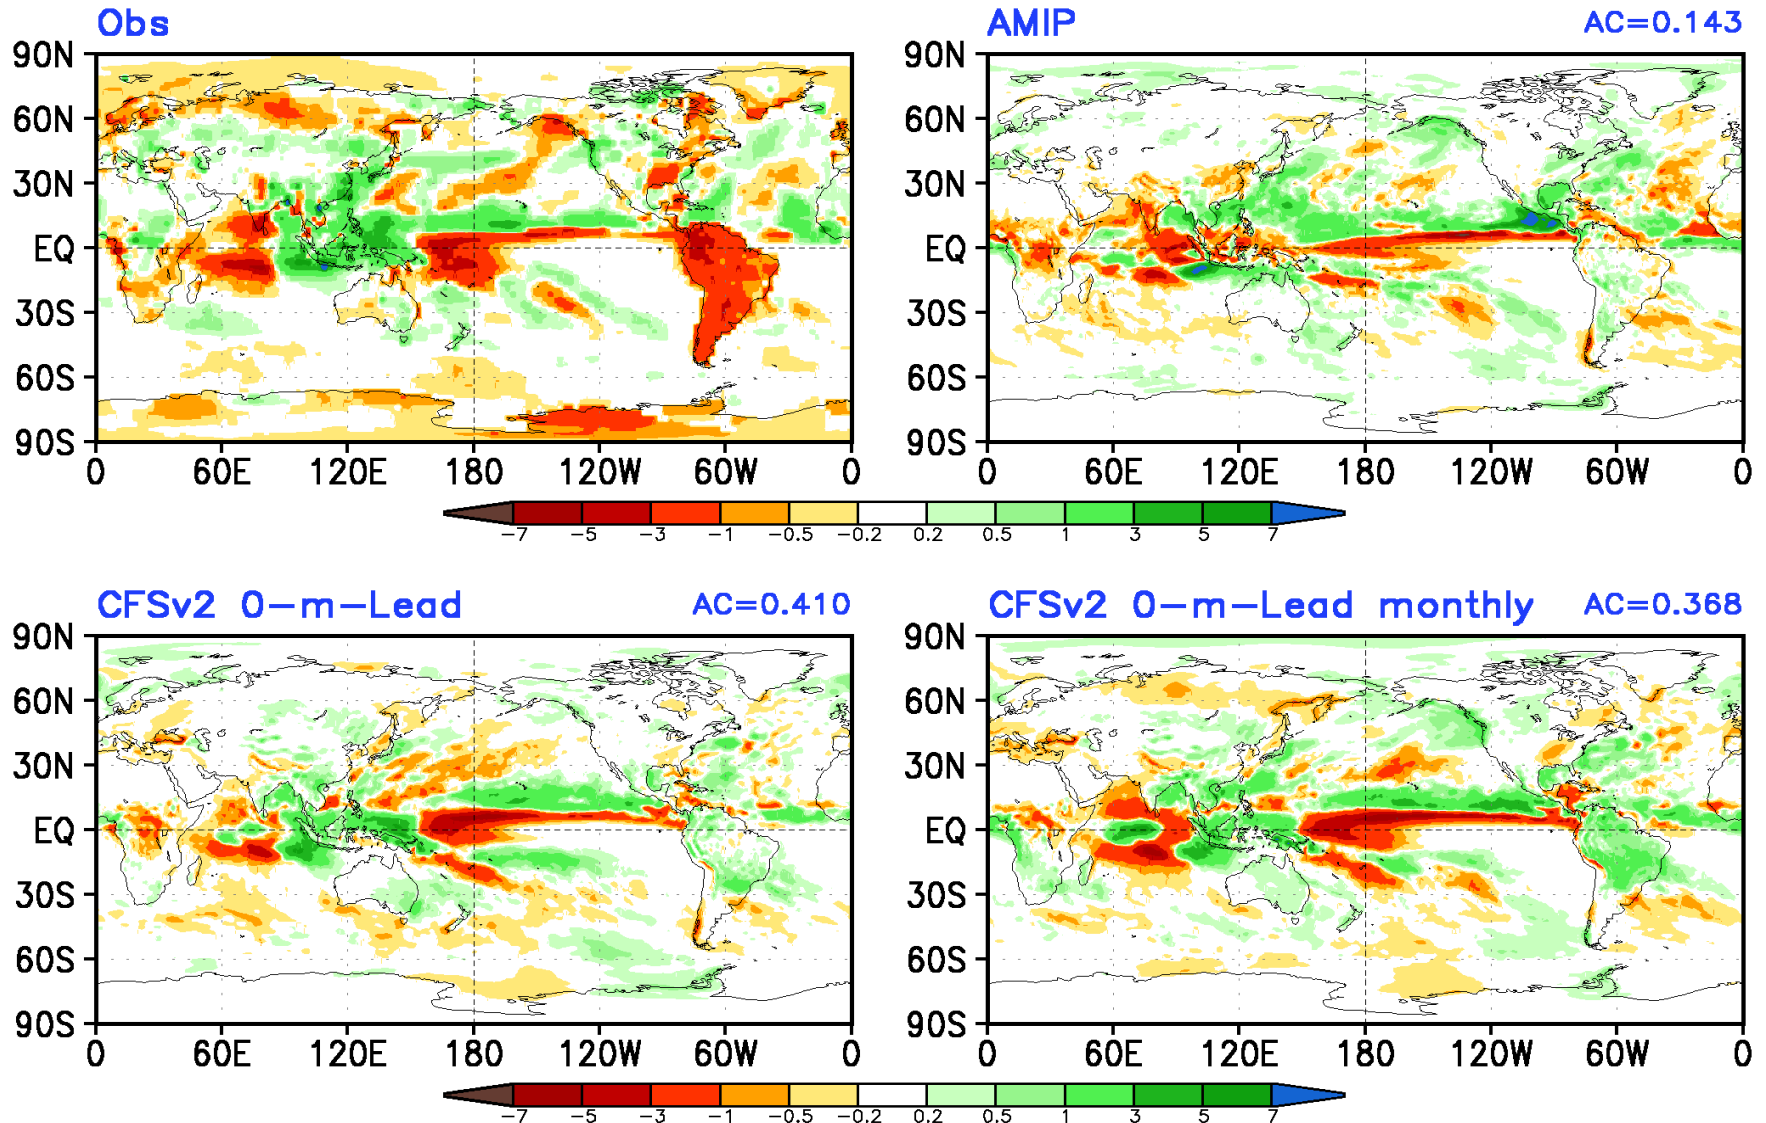 Obs
AMIP AC=0.143
90N 60N 30N EQ 30S 60S 90S
0 60E 120E 180 120W 60W 0
90N 60N 30N EQ 30S 60S 90S
0 60E 120E 180 120W 60W 0
-7 -5 -3 -1 -0.5 -0.2 0.2 0.5 1 3 5 7
CFSv2 0-m-Lead AC=0.410
CFSv2 0-m-Lead monthly AC=0.368
90N 60N 30N EQ 30S 60S 90S
0 60E 120E 180 120W 60W 0
90N 60N 30N EQ 30S 60S 90S
0 60E 120E 180 120W 60W 0
-7 -5 -3 -1 -0.5 -0.2 0.2 0.5 1 3 5 7